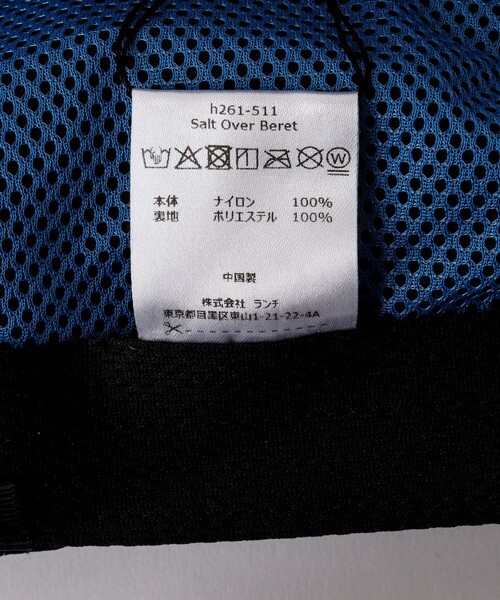 h261-511
Salt Over Beret
W
本体 ナイロン 100%
裏地 ポリエステル 100%
中国製
株式会社 ランチ
東京都目黒区東山1-21-22-4A